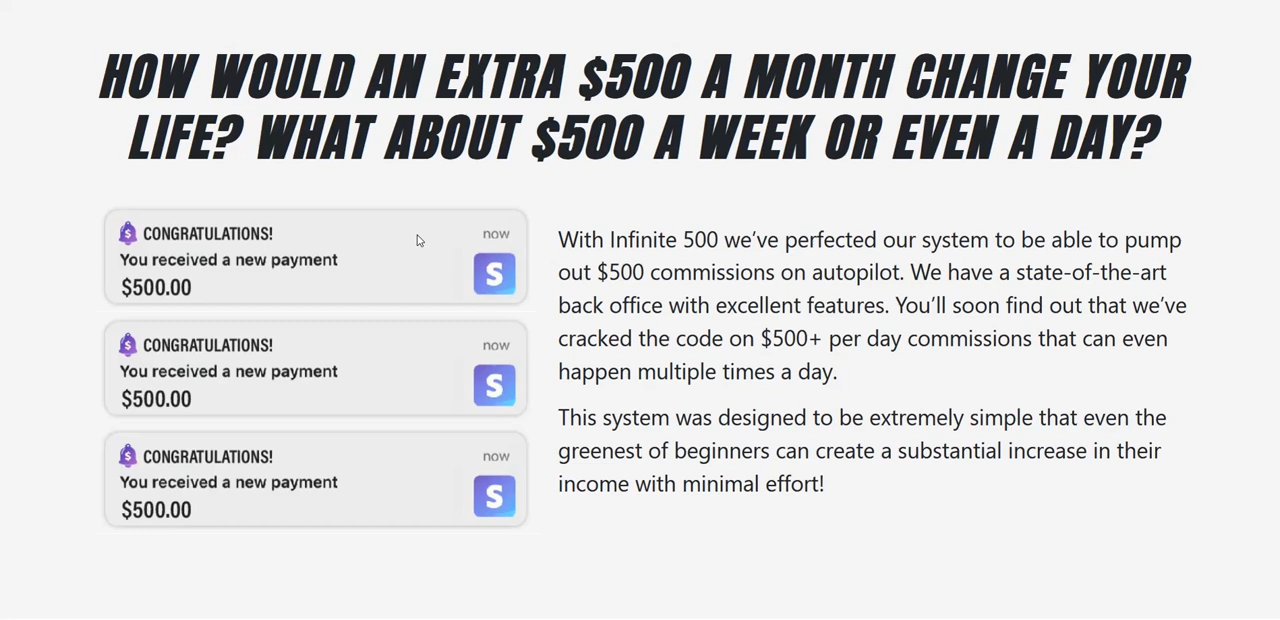 HOW WOULD AN EXTRA $500 A MONTH CHANGE YOUR
LIFE? WHAT ABOUT $500 A WEEK OR EVEN A DAY?
$ CONGRATULATIONS! now
You received a new payment
$500.00
S
$ CONGRATULATIONS! now
You received a new payment
$500.00
S
$ CONGRATULATIONS! now
You received a new payment
$500.00
S
With Infinite 500 we’ve perfected our system to be able to pump
out $500 commissions on autopilot. We have a state-of-the-art
back office with excellent features. You’ll soon find out that we’ve
cracked the code on $500+ per day commissions that can even
happen multiple times a day.
This system was designed to be extremely simple that even the
greenest of beginners can create a substantial increase in their
income with minimal effort!